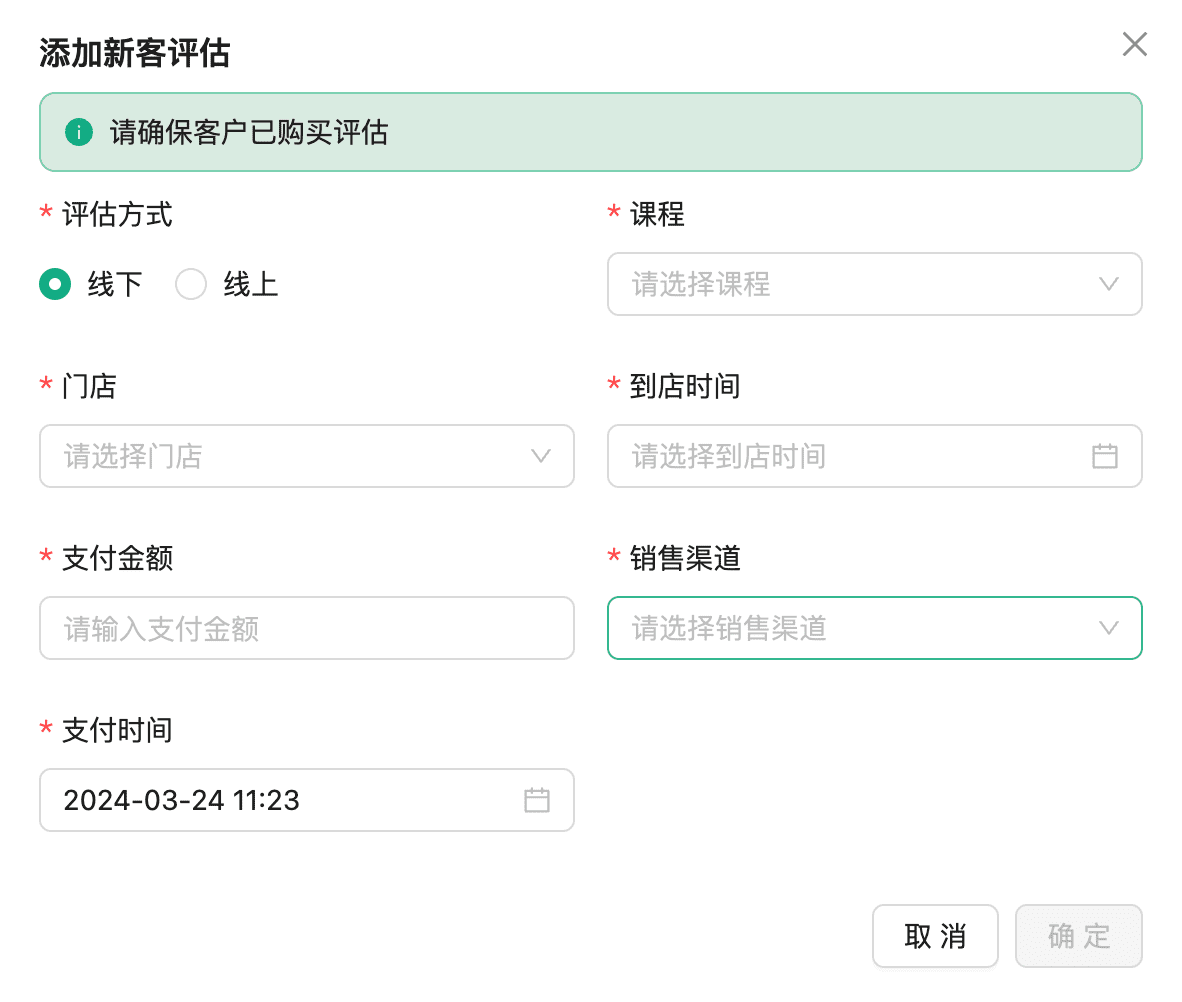 添加新客评估
请确保客户已购买评估
* 评估方式
* 课程
线下 线上
请选择课程
* 门店
* 到店时间
请选择门店
请选择到店时间
* 支付金额
* 销售渠道
请输入支付金额
请选择销售渠道
* 支付时间
2024-03-24 11:23
取 消
确 定